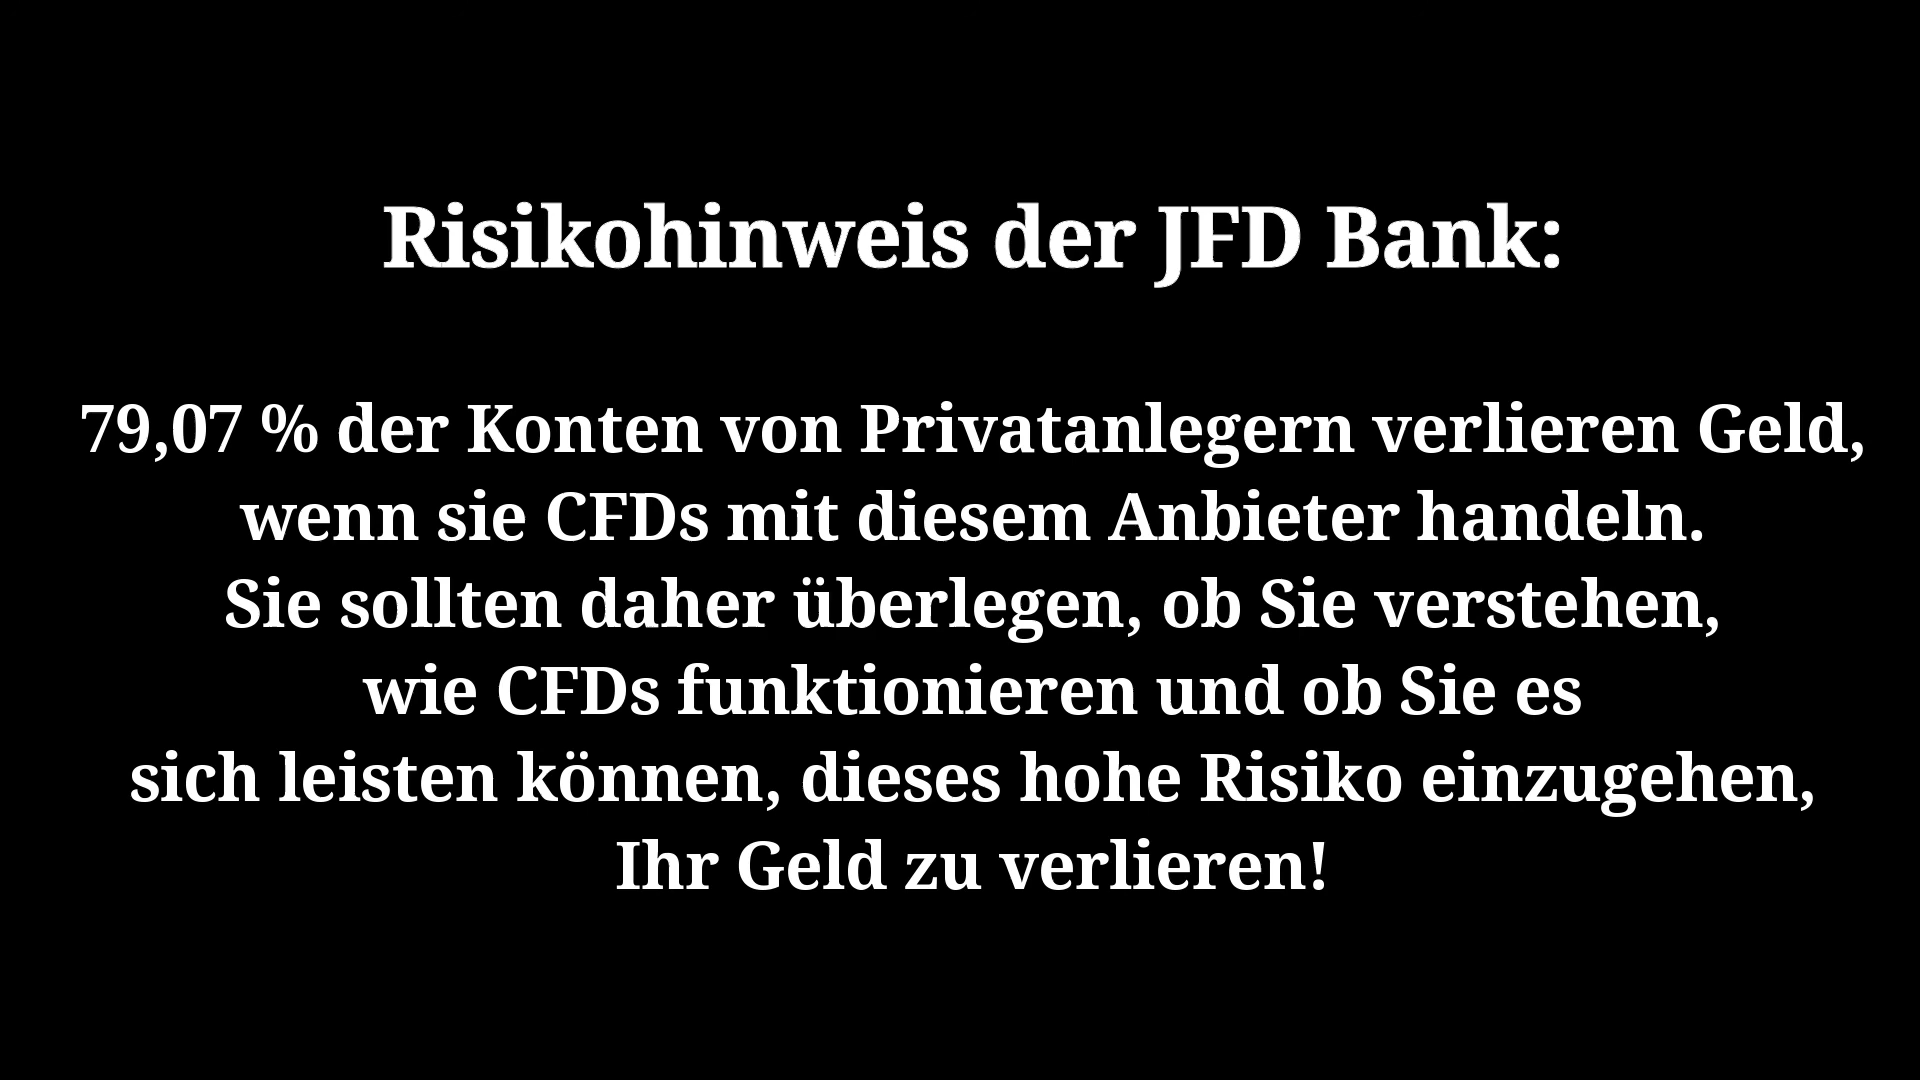 Risikohinweis der JFD Bank:
79,07 % der Konten von Privatanlegern verlieren Geld,
wenn sie CFDs mit diesem Anbieter handeln.
Sie sollten daher überlegen, ob Sie verstehen,
wie CFDs funktionieren und ob Sie es
sich leisten können, dieses hohe Risiko einzugehen,
Ihr Geld zu verlieren!